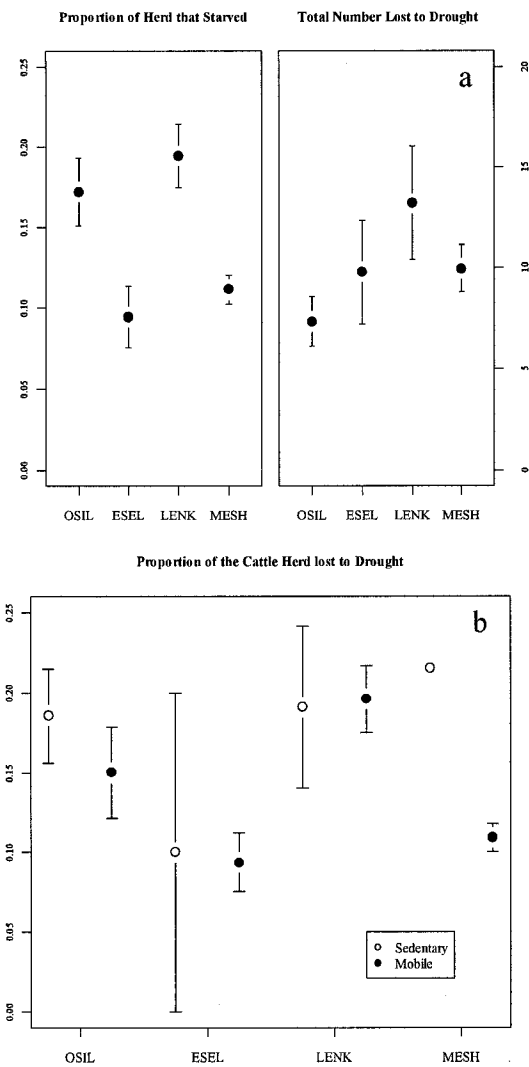 Proportion of Herd that Starved
Total Number Lost to Drought
a
0.25
0.20
0.15
0.10
0.05
0.00
20
15
10
5
0
OSIL ESEL LENK MESH
OSIL ESEL LENK MESH
Proportion of the Cattle Herd lost to Drought
b
0.25
0.20
0.15
0.10
0.05
0.00
Sedentary
Mobile
OSIL ESEL LENK MESH